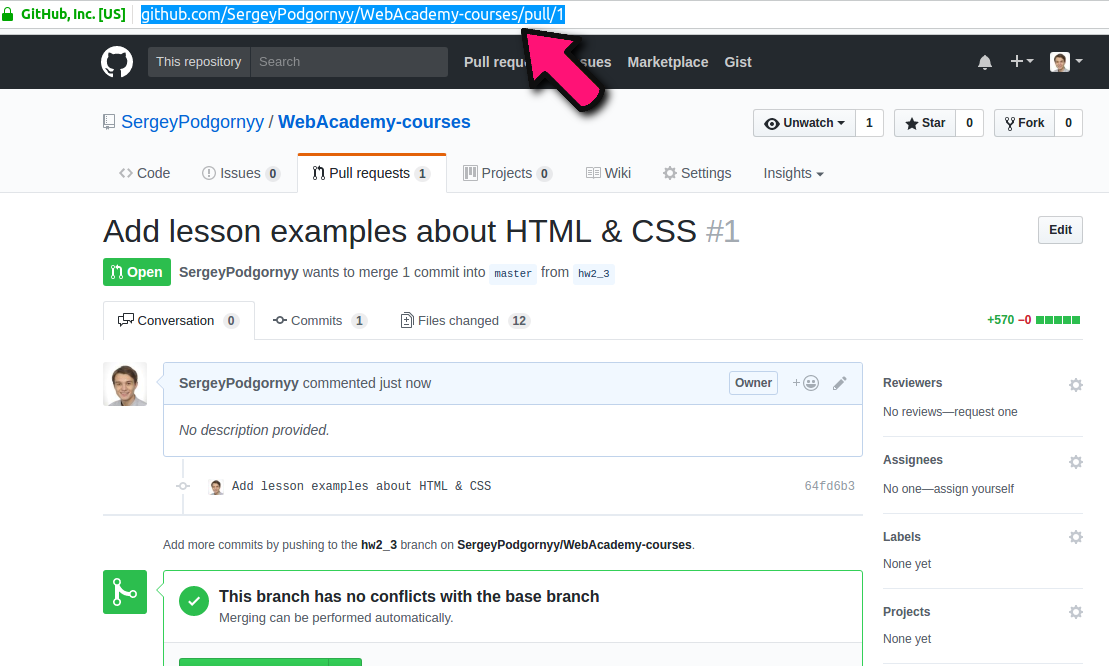 GitHub, Inc. [US] github.com/SergeyPodgornyy/WebAcademy-courses/pull/1
This repository Search Pull requ sues Marketplace Gist
SergeyPodgornyy / WebAcademy-courses
Unwatch 1 Star 0 Fork 0
Code Issues 0 Pull requests 1 Projects 0 Wiki Settings Insights
Add lesson examples about HTML & CSS #1
Edit
Open SergeyPodgornyy wants to merge 1 commit into master from hw2_3
Conversation 0 Commits 1 Files changed 12
+570 −0
SergeyPodgornyy commented just now
Owner
No description provided.
Add lesson examples about HTML & CSS 64fd6b3
Add more commits by pushing to the hw2_3 branch on SergeyPodgornyy/WebAcademy-courses.
This branch has no conflicts with the base branch
Merging can be performed automatically.
Reviewers
No reviews—request one
Assignees
No one—assign yourself
Labels
None yet
Projects
None yet